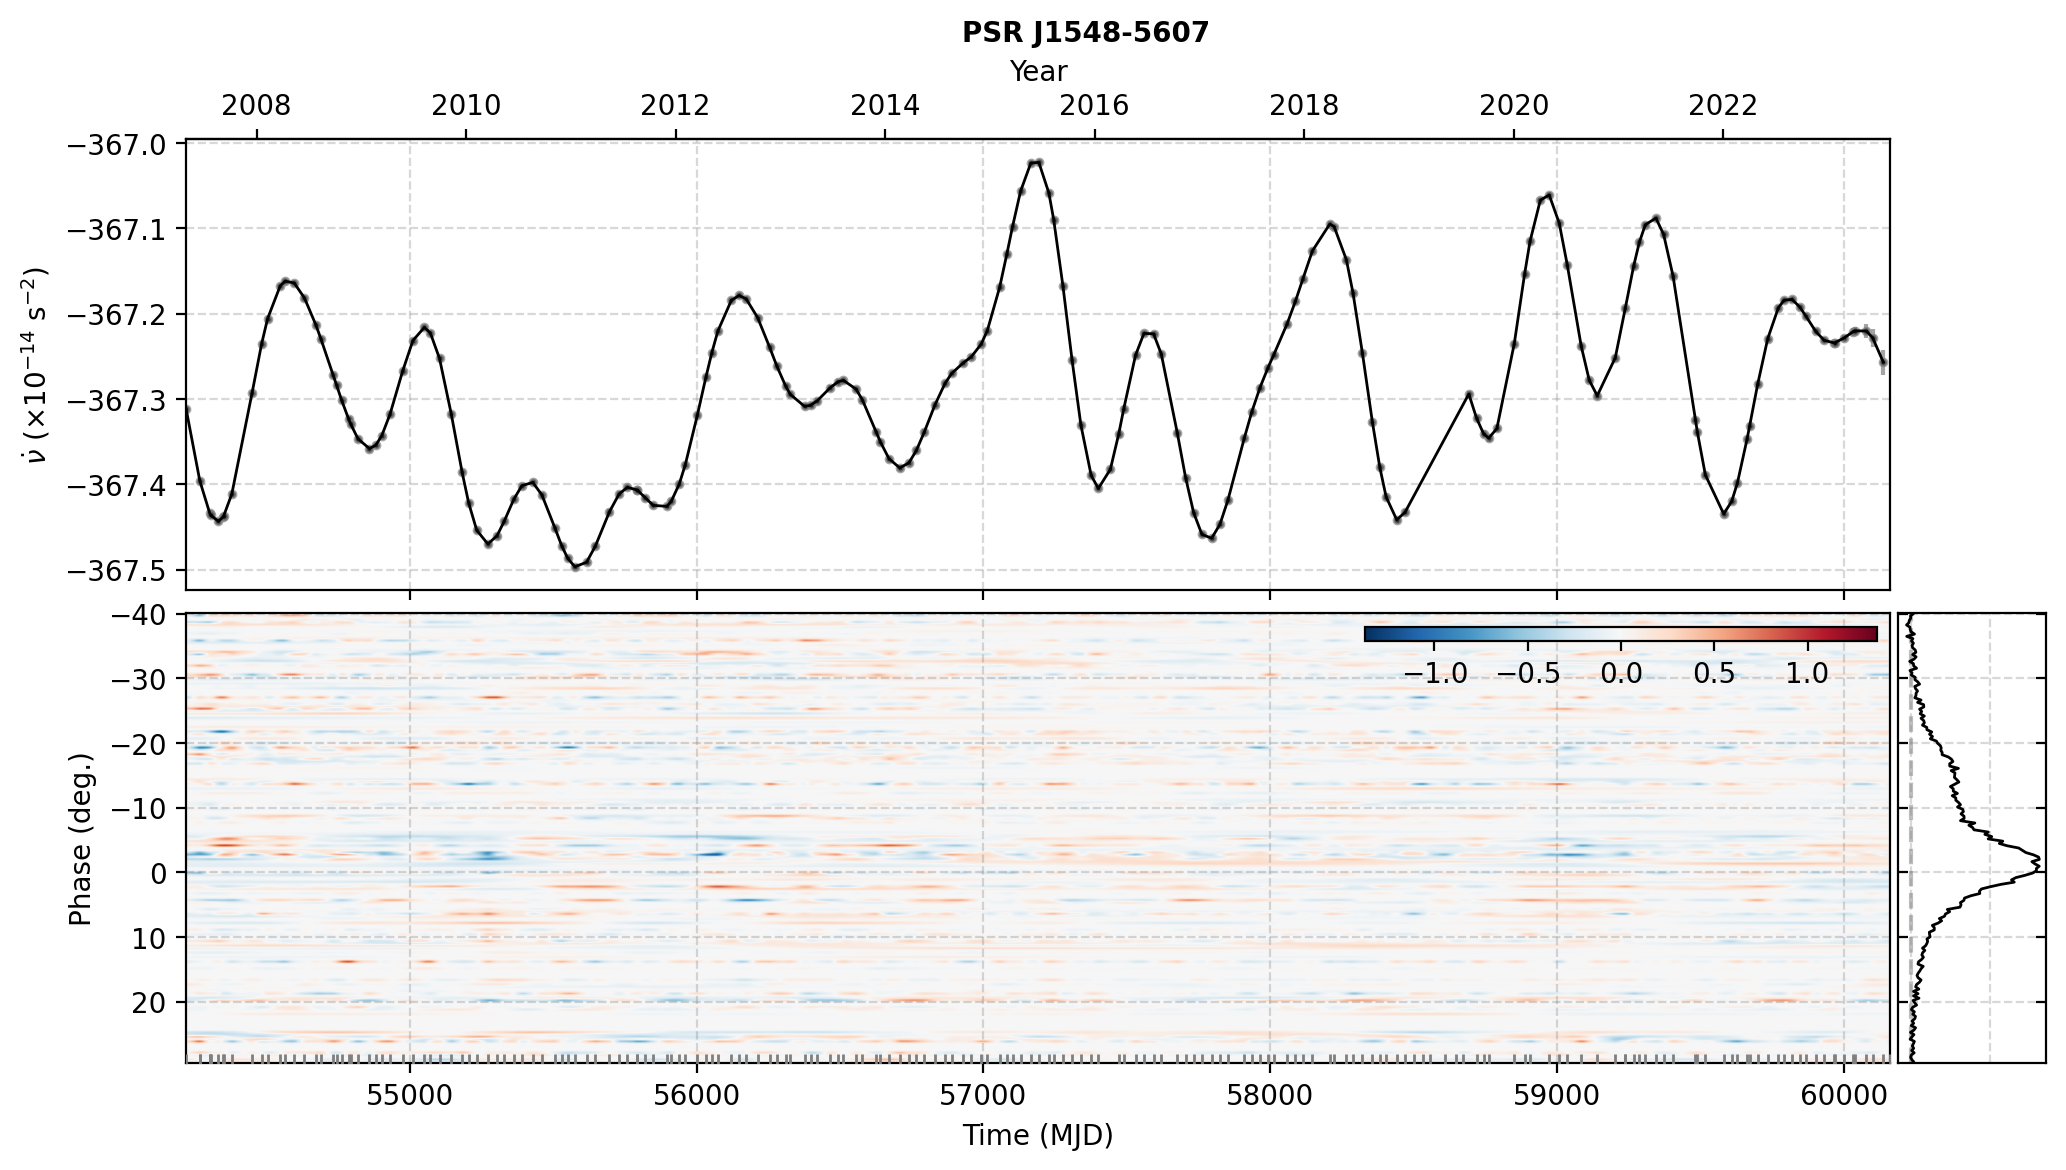 PSR J1548-5607
Year
2008 2010 2012 2014 2016 2018 2020 2022
−367.0
−367.1
−367.2
−367.3
−367.4
−367.5
ν̇ (×10⁻¹⁴ s⁻²)
−40
−30
−20
−10
0
10
20
Phase (deg.)
−1.0 −0.5 0.0 0.5 1.0
55000 56000 57000 58000 59000 60000
Time (MJD)